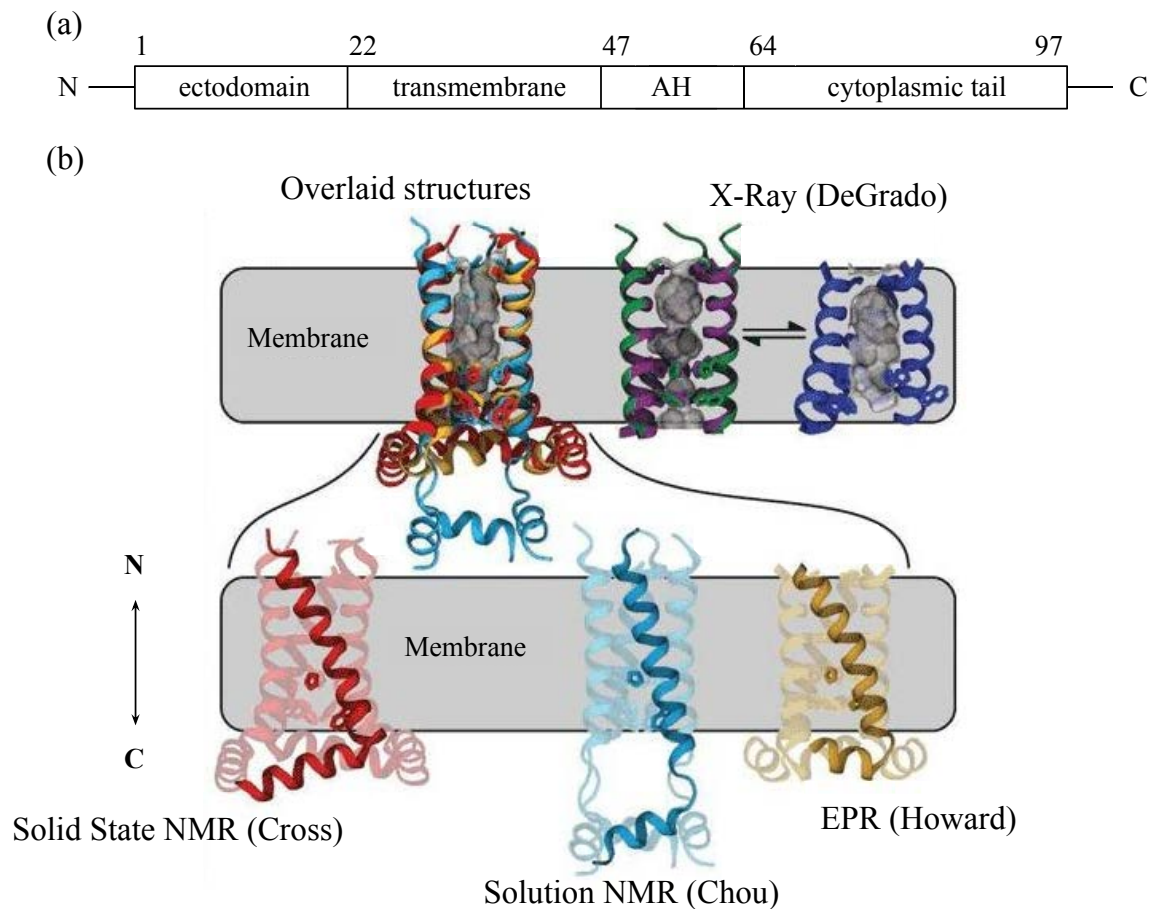 (a)
1 22 47 64 97
N ectodomain transmembrane AH cytoplasmic tail C
(b)
Overlaid structures
X-Ray (DeGrado)
Membrane
N
Membrane
C
Solid State NMR (Cross)
EPR (Howard)
Solution NMR (Chou)